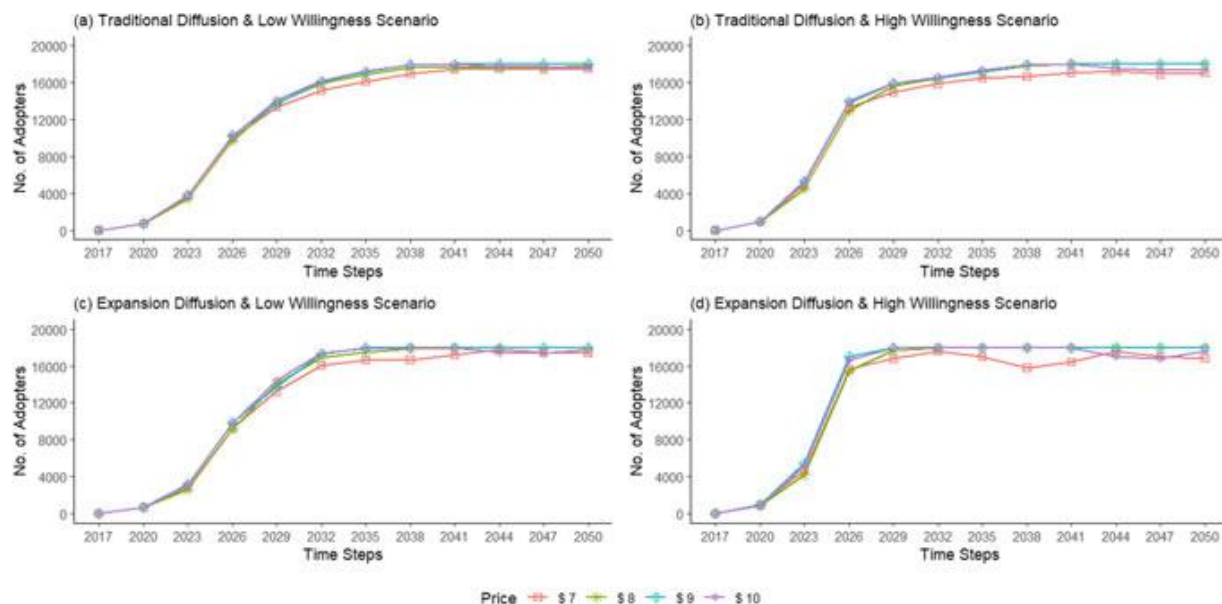 (a) Traditional Diffusion & Low Willingness Scenario
20000
16000
12000
8000
4000
0
No. of Adopters
2017 2020 2023 2026 2029 2032 2035 2038 2041 2044 2047 2050
Time Steps
(b) Traditional Diffusion & High Willingness Scenario
20000
16000
12000
8000
4000
0
No. of Adopters
2017 2020 2023 2026 2029 2032 2035 2038 2041 2044 2047 2050
Time Steps
(c) Expansion Diffusion & Low Willingness Scenario
20000
16000
12000
8000
4000
0
No. of Adopters
2017 2020 2023 2026 2029 2032 2035 2038 2041 2044 2047 2050
Time Steps
(d) Expansion Diffusion & High Willingness Scenario
20000
16000
12000
8000
4000
0
No. of Adopters
2017 2020 2023 2026 2029 2032 2035 2038 2041 2044 2047 2050
Time Steps
Price $ 7 $ 8 $ 9 $ 10